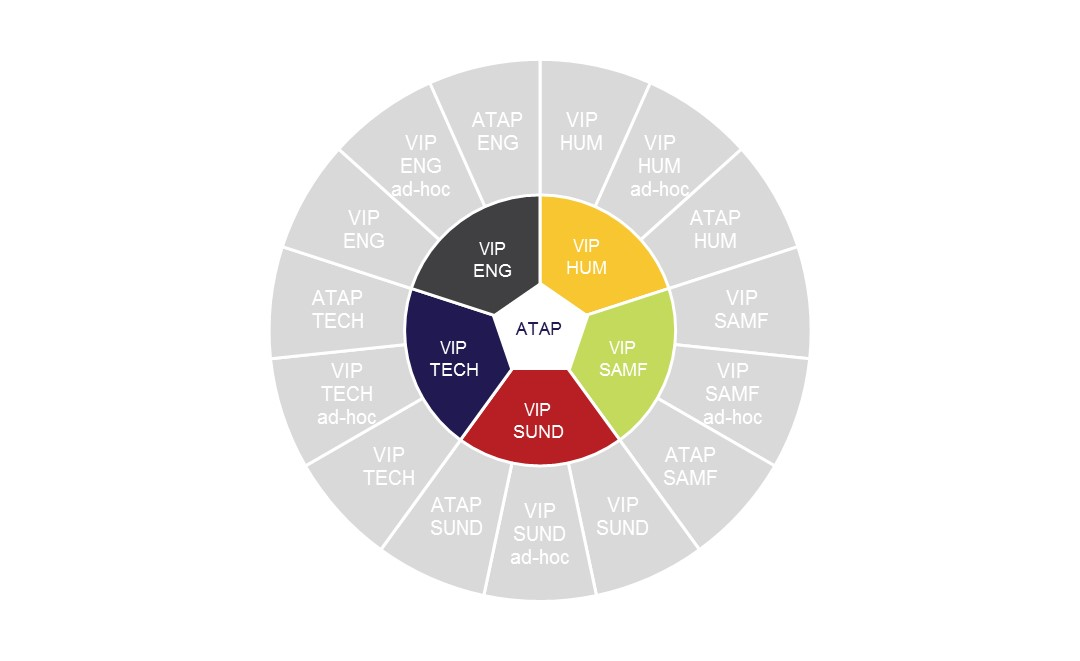 ATAP
ENG
VIP
HUM
VIP
ENG
ad-hoc
VIP
HUM
ad-hoc
VIP
ENG
ATAP
HUM
VIP
ENG
VIP
HUM
ATAP
TECH
VIP
SAMF
ATAP
VIP
TECH
VIP
SAMF
VIP
TECH
ad-hoc
VIP
SAMF
ad-hoc
VIP
SUND
VIP
TECH
ATAP
SAMF
ATAP
SUND
VIP
SUND
ad-hoc
VIP
SUND